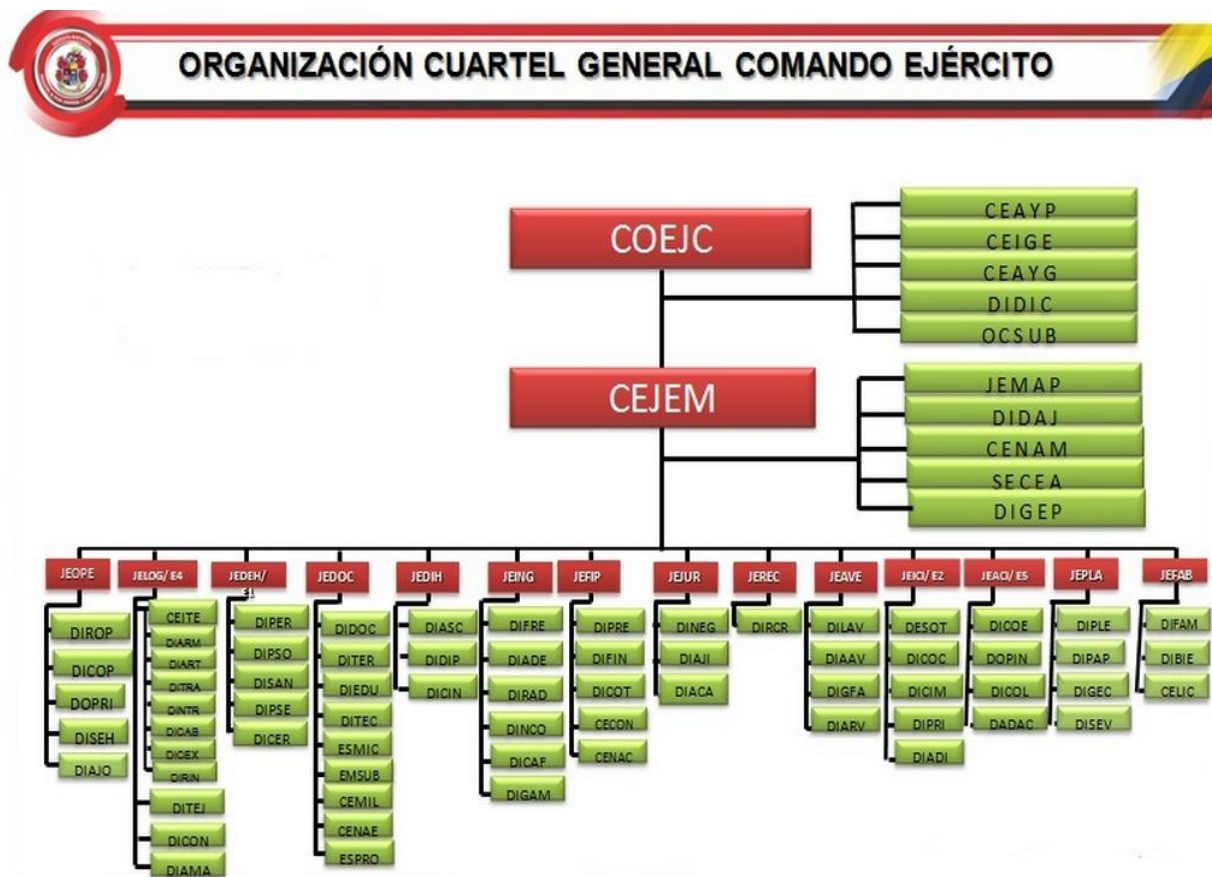 ORGANIZACIÓN CUARTEL GENERAL COMANDO EJÉRCITO
COEJC
CEAYP
CEIGE
CEAYG
DIDIC
OCSUB
CEJEM
JEMAP
DIDAJ
CENAM
SECEA
DIGEP
JEOPE
DIROP
DICOP
DOPRI
DISEH
DIAJO
JELOG/ E4
CEITE
DIARM
DIART
DITRA
DINTR
DICAB
DICEX
DIRIN
DITEJ
DICON
DIAMA
JEDEH/
E1
DIPER
DIPSO
DISAN
DIPSE
DICER
JEDOC
DIDOC
DITER
DIEDU
DITEC
ESMIC
EMSUB
CEMIL
CENAE
ESPRO
JEDIH
DIASC
DIDIP
DICIN
JEING
DIFRE
DIADE
DIRAD
DINCO
DICAF
DIGAM
JEFIP
DIPRE
DIFIN
DICOT
CECON
CENAC
JEJUR
DINEG
DIAJI
DIACA
JEREC
DIRCR
JEAVE
DILAV
DIAAV
DIGFA
DIARV
JEICI/ E2
DESOT
DICOC
DICIM
DIPRI
DIADI
JEACI/ E5
DICOE
DOPIN
DICOL
DADAC
JEPLA
DIPLE
DIPAP
DIGEC
DISEV
JEFAB
DIFAM
DIBIE
CELIC